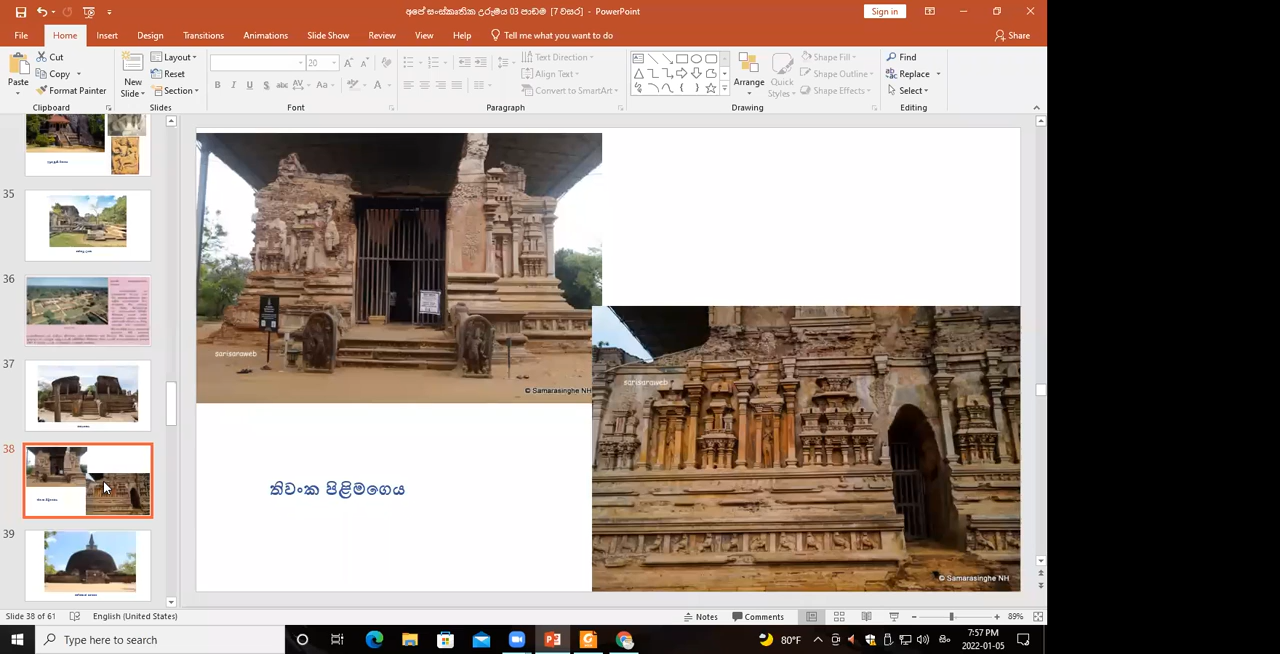 අපේ සංස්කෘතික උරුමය 03 පාඩම [7 වසර] - PowerPoint
Sign in
File Home Insert Design Transitions Animations Slide Show Review View Help Tell me what you want to do Share
Paste
Cut
Copy
Format Painter
Clipboard
New Slide
Layout
Reset
Section
Slides
20
Font
Text Direction
Align Text
Convert to SmartArt
Paragraph
Arrange
Quick Styles
Shape Fill
Shape Outline
Shape Effects
Drawing
Find
Replace
Select
Editing
35
36
37
38
39
sarisaraweb
© Samarasinghe NH
sarisaraweb
© Samarasinghe NH
තිවංක පිළිමගෙය
Slide 38 of 61 English (United States) Notes Comments 89%
Type here to search
80°F
7:57 PM
2022-01-05